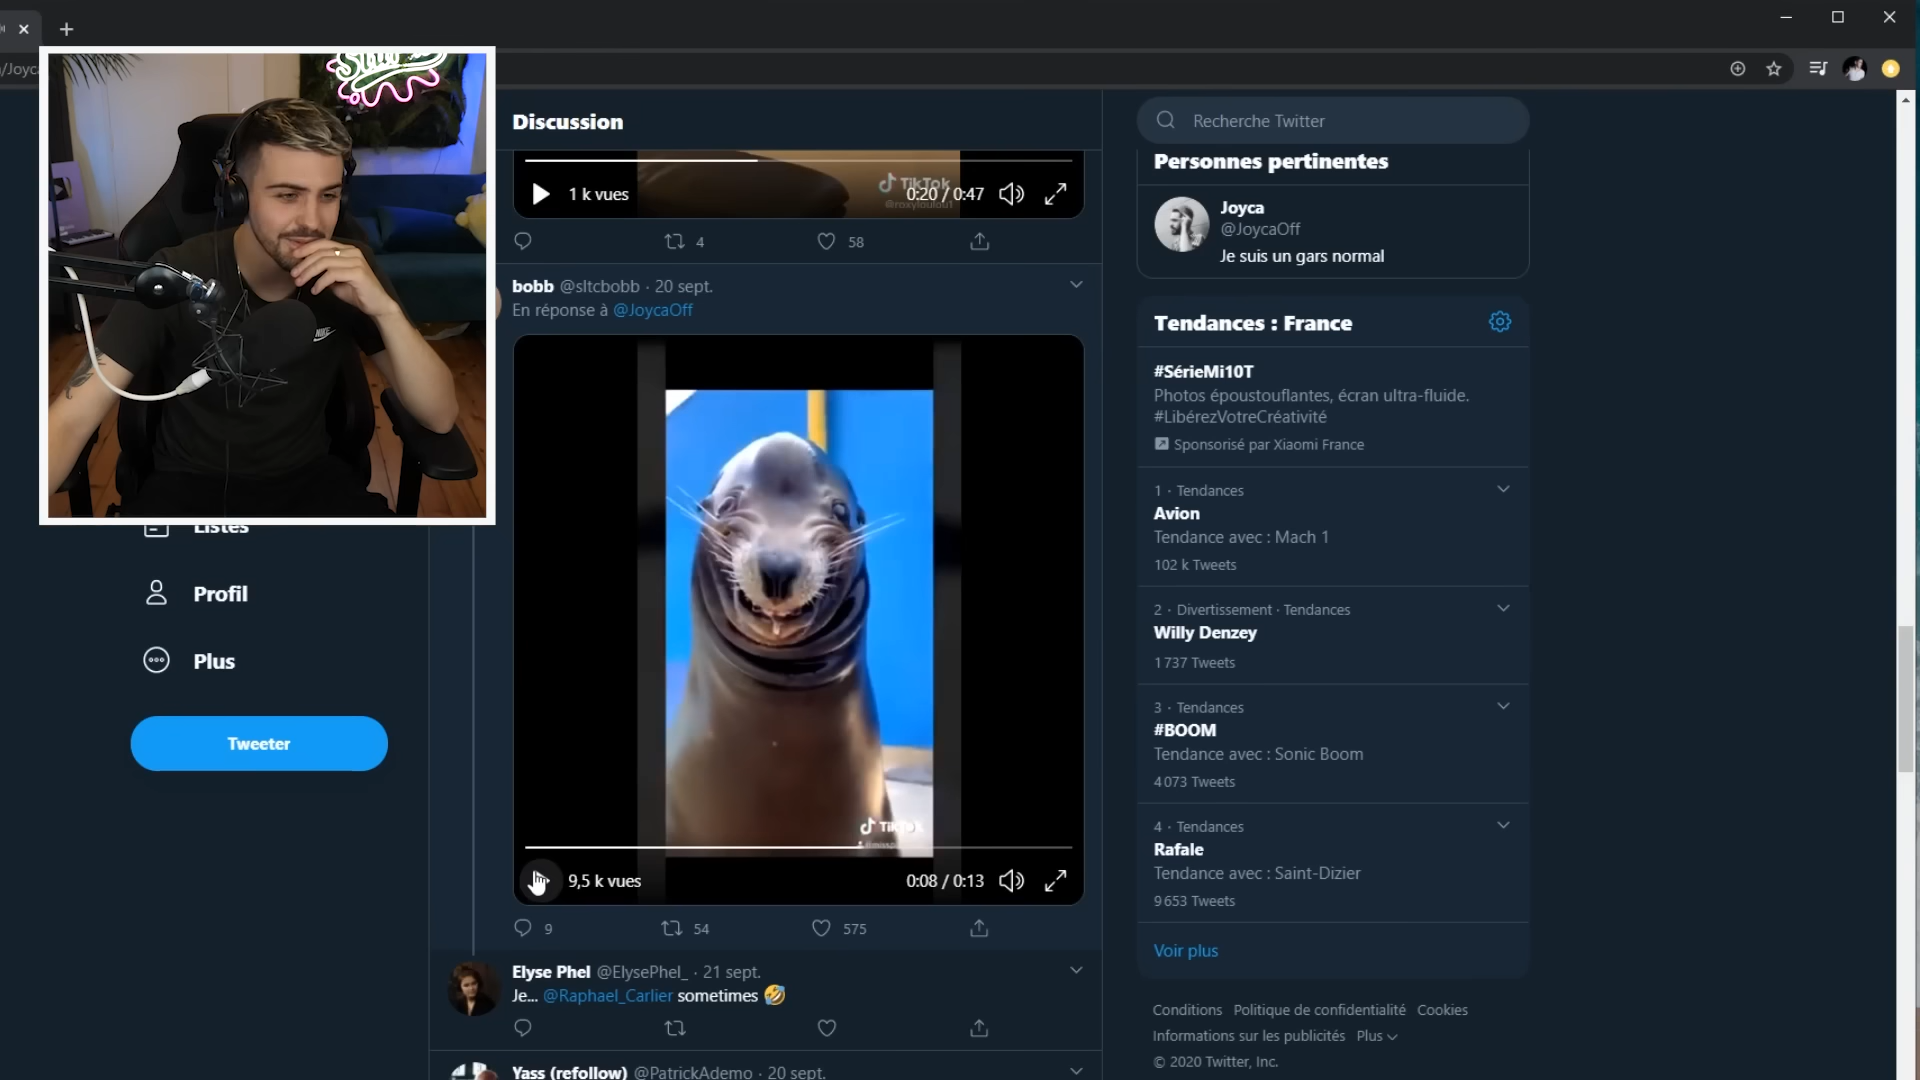 /Joyc
Discussion
1 k vues
TikTok
@roxyloulou1
0:20 / 0:47
4
58
bobb @sltcbobb · 20 sept.
En réponse à @JoycaOff
TikTok
9,5 k vues
0:08 / 0:13
9
54
575
Elyse Phel @ElysePhel_ · 21 sept.
Je... @Raphael_Carlier sometimes 🤣
Yass (refollow) @PatrickAdemo · 20 sept.
Listes
Profil
Plus
Tweeter
NIKE
Recherche Twitter
Personnes pertinentes
Joyca
@JoycaOff
Je suis un gars normal
Tendances : France
#SérieMi10T
Photos époustouflantes, écran ultra-fluide.
#LibérezVotreCréativité
Sponsorisé par Xiaomi France
1 · Tendances
Avion
Tendance avec : Mach 1
102 k Tweets
2 · Divertissement · Tendances
Willy Denzey
1 737 Tweets
3 · Tendances
#BOOM
Tendance avec : Sonic Boom
4 073 Tweets
4 · Tendances
Rafale
Tendance avec : Saint-Dizier
9 653 Tweets
Voir plus
Conditions Politique de confidentialité Cookies
Informations sur les publicités Plus
© 2020 Twitter, Inc.